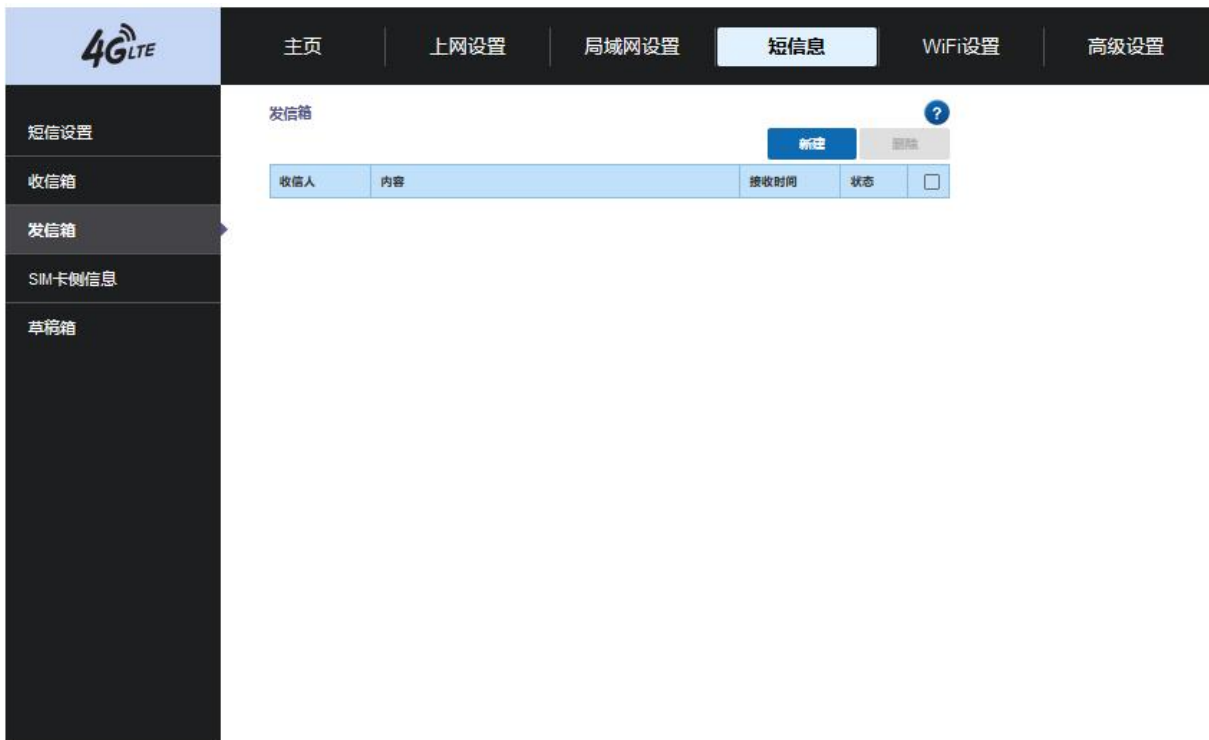 4G LTE
主页 上网设置 局域网设置 短信息 WiFi设置 高级设置
短信设置
收信箱
发信箱
SIM卡侧信息
草稿箱
发信箱
?
新建 删除
收信人 内容 接收时间 状态